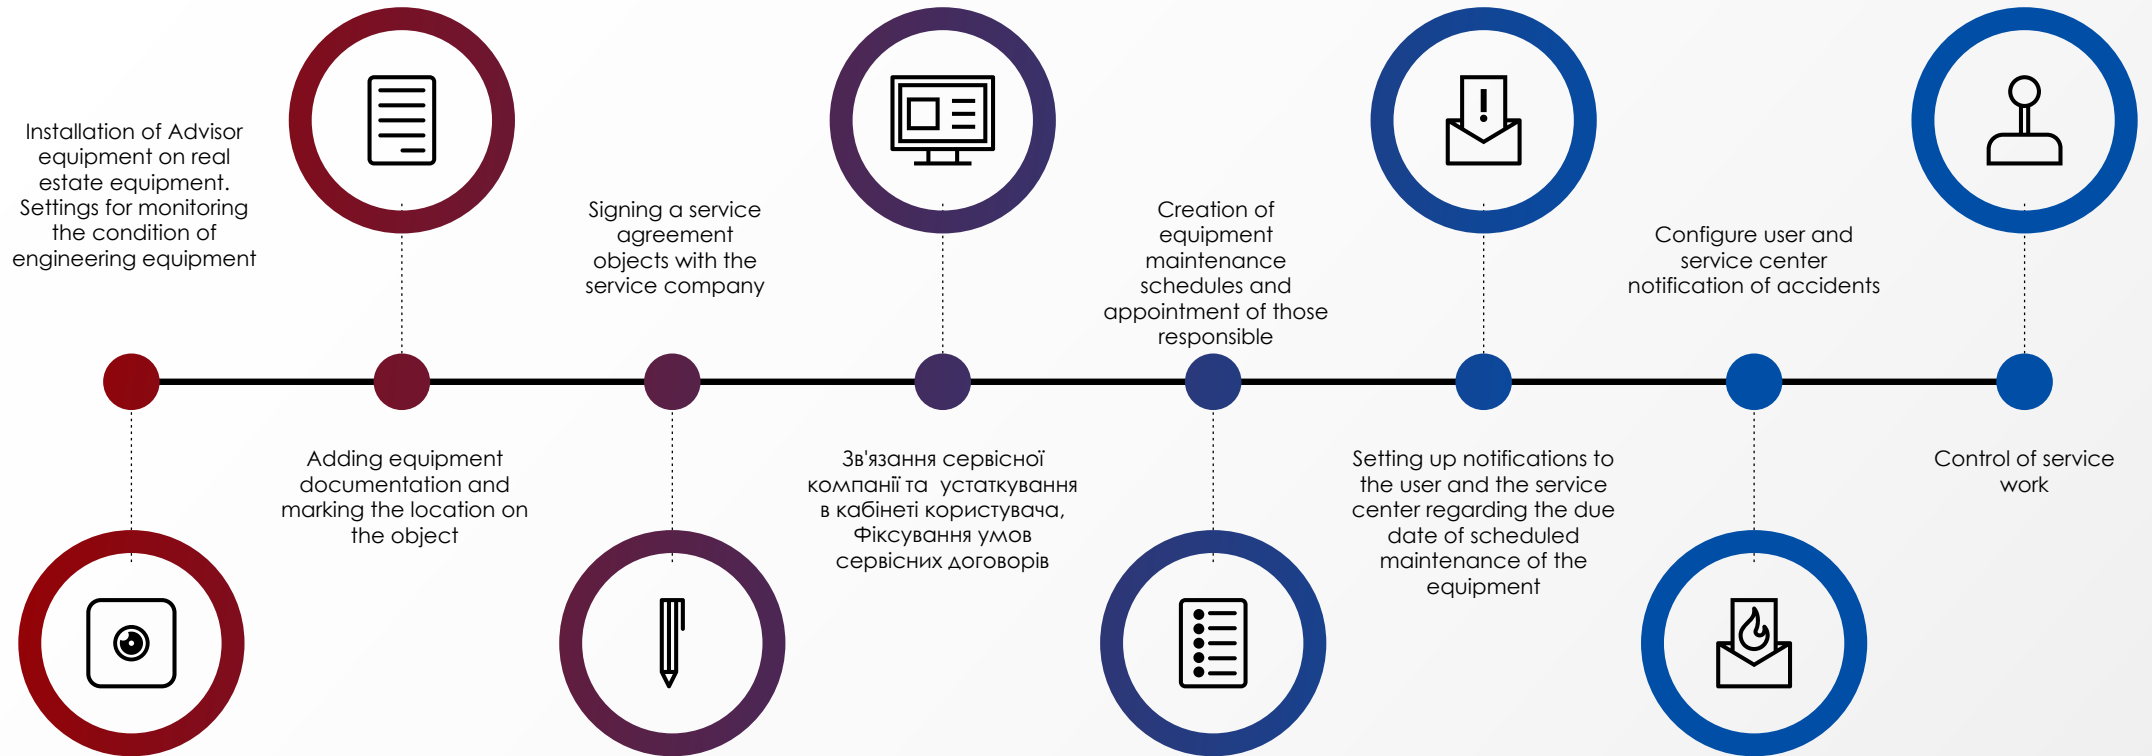 Installation of Advisor
equipment on real
estate equipment.
Settings for monitoring
the condition of
engineering equipment
Adding equipment
documentation and
marking the location on
the object
Signing a service
agreement
objects with the
service company
Зв'язання сервісної
компанії та  устаткування
в кабінеті користувача,
Фіксування умов
сервісних договорів
Creation of
equipment
maintenance
schedules and
appointment of those
responsible
Setting up notifications to
the user and the service
center regarding the due
date of scheduled
maintenance of the
equipment
Configure user and
service center
notification of accidents
Control of service
work